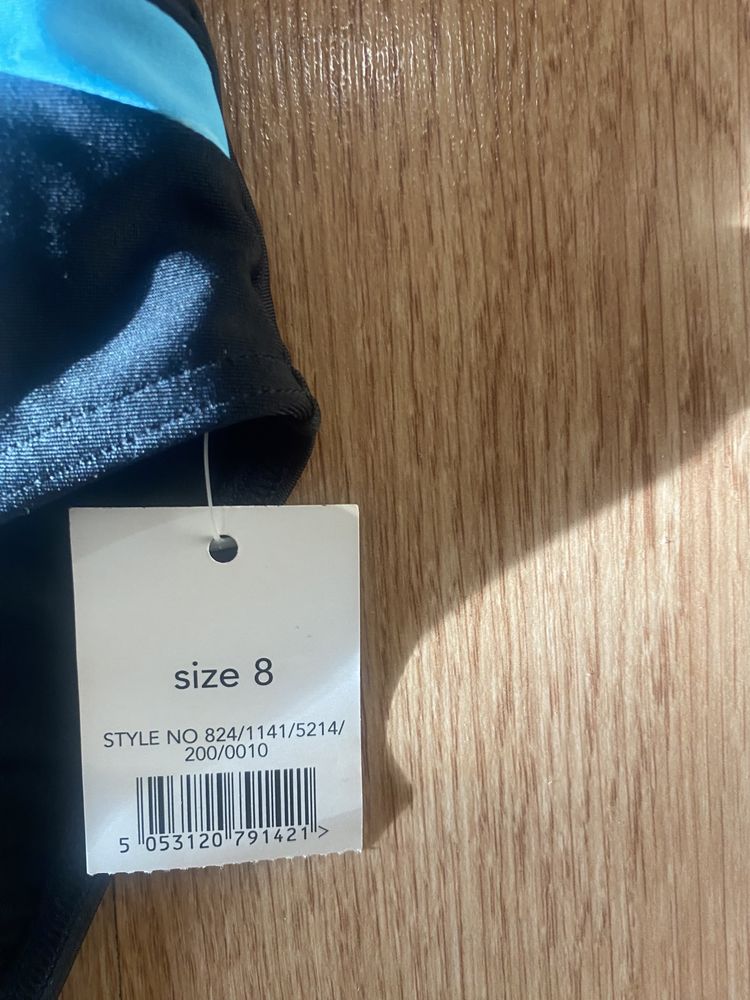 size 8
STYLE NO 824/1141/5214/
200/0010
5 053120 791421 >